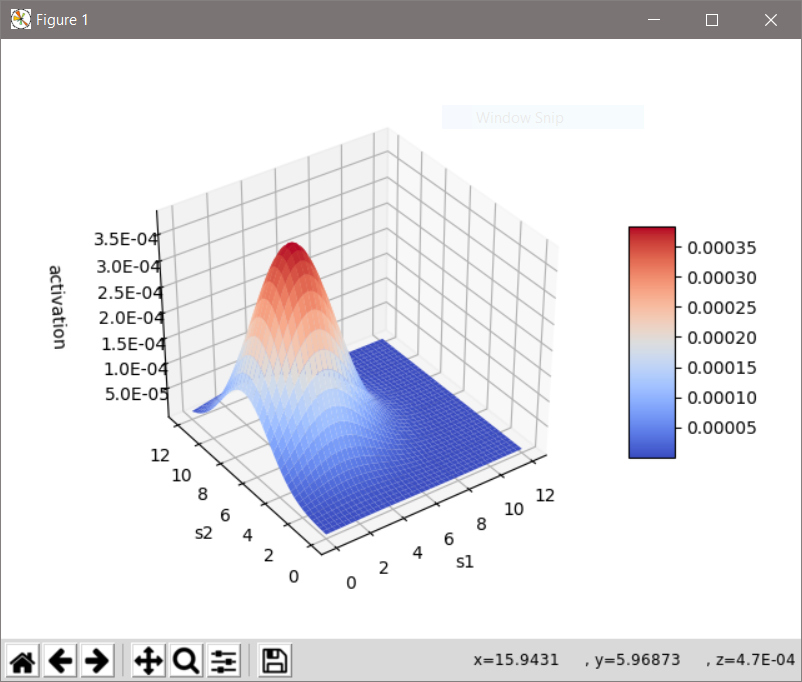 Figure 1
Window Snip
3.5E-04
3.0E-04
2.5E-04
2.0E-04
1.5E-04
1.0E-04
5.0E-05
activation
12
10
8
6
4
2
0
s2
0
2
4
6
8
10
12
s1
0.00035
0.00030
0.00025
0.00020
0.00015
0.00010
0.00005
x=15.9431 , y=5.96873 , z=4.7E-04